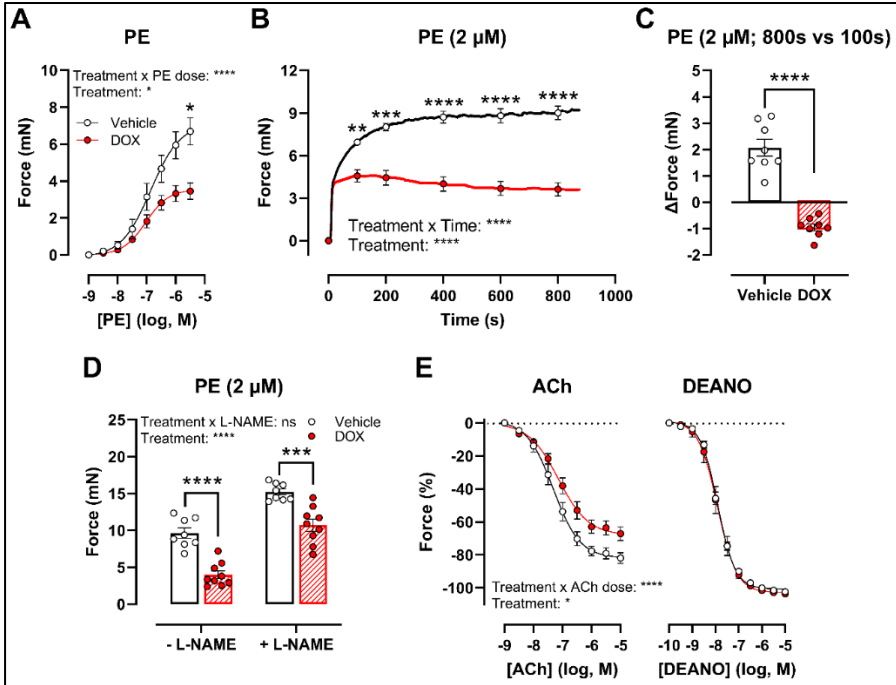 A
PE
Treatment x PE dose: ****
Treatment: *
Vehicle
DOX
*
Force (mN)
8
6
4
2
0
-9 -8 -7 -6 -5
[PE] (log, M)
B
PE (2 µM)
** *** **** **** ****
Force (mN)
12
9
6
3
0
Treatment x Time: ****
Treatment: ****
0 200 400 600 800 1000
Time (s)
C
PE (2 µM; 800s vs 100s)
****
ΔForce (mN)
5
4
3
2
1
0
-1
-2
Vehicle DOX
D
PE (2 µM)
Treatment x L-NAME: ns
Treatment: ****
Vehicle
DOX
**** ***
Force (mN)
25
20
15
10
5
0
- L-NAME + L-NAME
E
ACh
DEANO
Force (%)
0
-20
-40
-60
-80
-100
Treatment x ACh dose: ****
Treatment: *
-9 -8 -7 -6 -5
[ACh] (log, M)
-10 -9 -8 -7 -6 -5
[DEANO] (log, M)